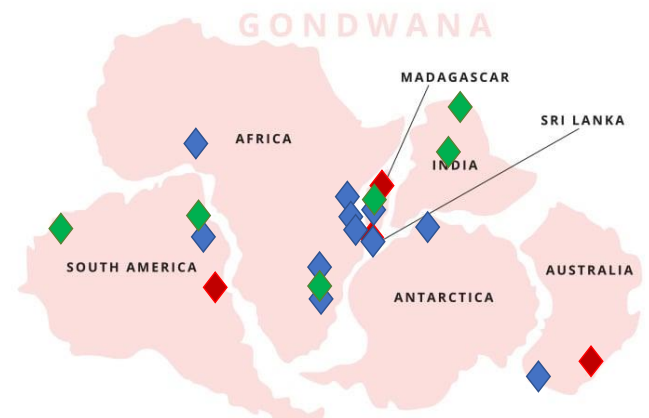 GONDWANA
MADAGASCAR
SRI LANKA
AFRICA
INDIA
SOUTH AMERICA
AUSTRALIA
ANTARCTICA